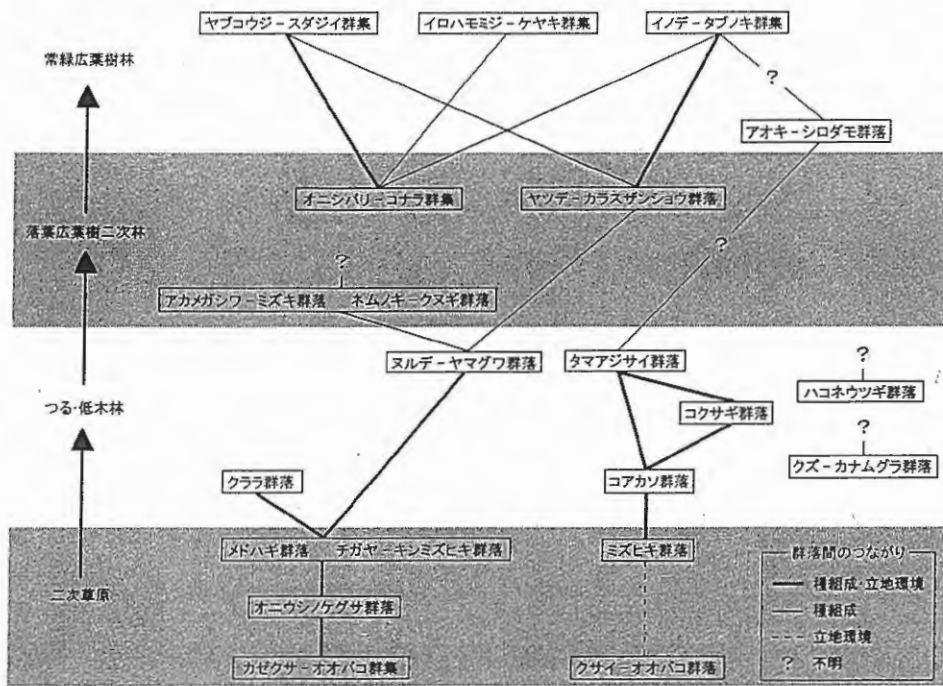 ヤブコウジ－スダジイ群集
イロハモミジ－ケヤキ群集
イノデ－タブノキ群集
常緑広葉樹林
?
アオキ－シロダモ群落
オニシバリ－コナラ群集
ヤツデ－カラスザンショウ群落
落葉広葉樹二次林
?
?
アカメガシワ－ミズキ群落 ネムノキ－クヌギ群落
ヌルデ－ヤマグワ群落
タマアジサイ群落
?
ハコネウツギ群落
つる・低木林
コクサギ群落
?
クズ－カナムグラ群落
クララ群落
コアカソ群落
メドハギ群落 チガヤ－キンミズヒキ群落
ミズヒキ群落
群落間のつながり
種組成・立地環境
種組成
立地環境
? 不明
二次草原
オニウシノケグサ群落
カゼクサ－オオバコ群集
クサイ－オオバコ群落